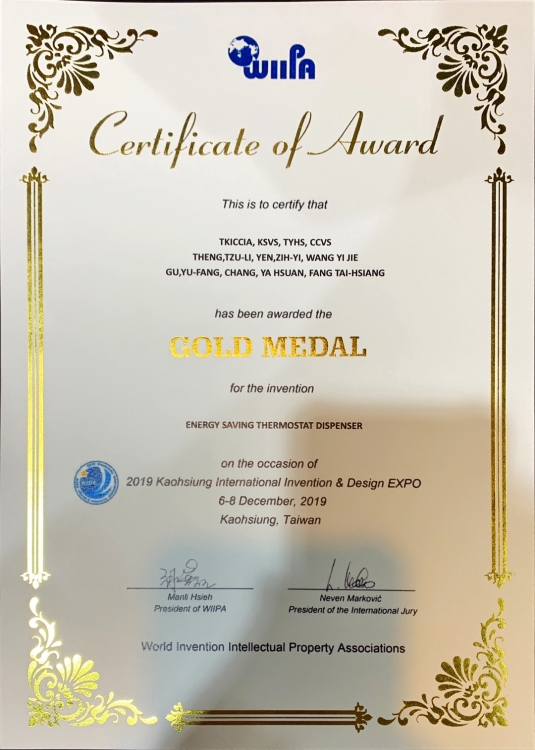 WIIPA
Certificate of Award
This is to certify that
TKICCIA, KSVS, TYHS, CCVS
THENG,TZU-LI, YEN,ZIH-YI, WANG YI JIE
GU,YU-FANG, CHANG, YA HSUAN, FANG TAI-HSIANG
has been awarded the
GOLD MEDAL
for the invention
ENERGY SAVING THERMOSTAT DISPENSER
on the occasion of
2019 Kaohsiung International Invention & Design EXPO
6-8 December, 2019
Kaohsiung, Taiwan
Manli Hsieh
President of WIIPA
Neven Marković
President of the International Jury
World Invention Intellectual Property Associations